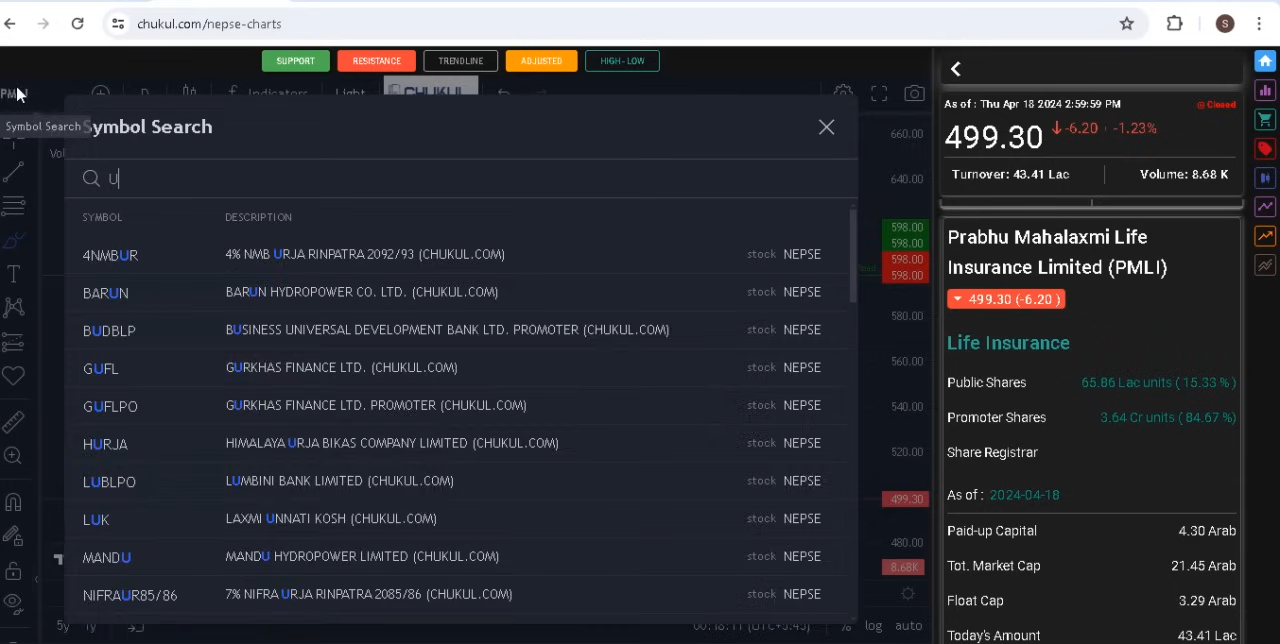 chukul.com/nepse-charts
S
SUPPORT RESISTANCE TRENDLINE ADJUSTED HIGH-LOW
D Indicators Light CHUKUL
Symbol Search
Symbol Search
U
SYMBOL DESCRIPTION
4NMBUR 4% NMB URJA RINPATRA 2092/93 (CHUKUL.COM) stock NEPSE
BARUN BARUN HYDROPOWER CO. LTD. (CHUKUL.COM) stock NEPSE
BUDBLP BUSINESS UNIVERSAL DEVELOPMENT BANK LTD. PROMOTER (CHUKUL.COM) stock NEPSE
GUFL GURKHAS FINANCE LTD. (CHUKUL.COM) stock NEPSE
GUFLPO GURKHAS FINANCE LTD. PROMOTER (CHUKUL.COM) stock NEPSE
HURJA HIMALAYA URJA BIKAS COMPANY LIMITED (CHUKUL.COM) stock NEPSE
LUBLPO LUMBINI BANK LIMITED (CHUKUL.COM) stock NEPSE
LUK LAXMI UNNATI KOSH (CHUKUL.COM) stock NEPSE
MANDU MANDU HYDROPOWER LIMITED (CHUKUL.COM) stock NEPSE
NIFRAUR85/86 7% NIFRA URJA RINPATRA 2085/86 (CHUKUL.COM) stock NEPSE
Vol
660.00
640.00
598.00
598.00
598.00
598.00
580.00
560.00
540.00
520.00
499.30
480.00
8.68K
5y 1y % log auto
As of : Thu Apr 18 2024 2:59:59 PM Closed
499.30 -6.20 -1.23%
Turnover: 43.41 Lac Volume: 8.68 K
Prabhu Mahalaxmi Life
Insurance Limited (PMLI)
499.30 (-6.20 )
Life Insurance
Public Shares 65.86 Lac units ( 15.33 % )
Promoter Shares 3.64 Cr units ( 84.67 %)
Share Registrar
As of : 2024-04-18
Paid-up Capital 4.30 Arab
Tot. Market Cap 21.45 Arab
Float Cap 3.29 Arab
Today's Amount 43.41 Lac